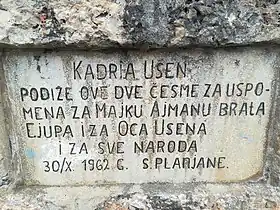 KADRIA USEN
PODIZE OVE DVE ČESME ZA USPO-
MENA ZA MAJKU AJMANU BRATA
EJUPA I ZA OCA USENA
I ZA SVE NARODA
30/X. 1962 G. S. PLANJANE.